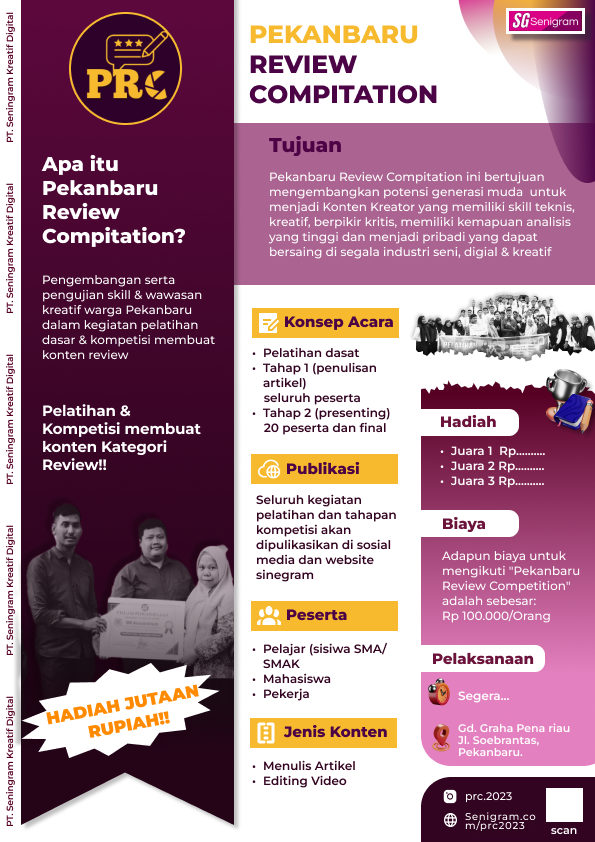 PT. Seningram Kreatif Digital
PT. Seningram Kreatif Digital
PT. Seningram Kreatif Digital
PT. Seningram Kreatif Digital
PT. Seningram Kreatif Digital
PRC
Apa itu
Pekanbaru
Review
Compitation?
Pengembangan serta
pengujian skill & wawasan
kreatif warga Pekanbaru
dalam kegiatan pelatihan
dasar & kompetisi membuat
konten review
Pelatihan &
Kompetisi membuat
konten Kategori
Review!!
HADIAH JUTAAN
RUPIAH!!
PEKANBARU
REVIEW
COMPITATION
SG Senigram
Tujuan
Pekanbaru Review Compitation ini bertujuan
mengembangkan potensi generasi muda untuk
menjadi Konten Kreator yang memiliki skill teknis,
kreatif, berpikir kritis, memiliki kemapuan analisis
yang tinggi dan menjadi pribadi yang dapat
bersaing di segala industri seni, digial & kreatif
Konsep Acara
• Pelatihan dasat
• Tahap 1 (penulisan
artikel)
seluruh peserta
• Tahap 2 (presenting)
20 peserta dan final
Publikasi
Seluruh kegiatan
pelatihan dan tahapan
kompetisi akan
dipulikasikan di sosial
media dan website
sinegram
Peserta
• Pelajar (sisiwa SMA/
SMAK
• Mahasiswa
• Pekerja
Jenis Konten
• Menulis Artikel
• Editing Video
PELATIHAN
Hadiah
• Juara 1 Rp..........
• Juara 2 Rp..........
• Juara 3 Rp..........
Biaya
Adapun biaya untuk
mengikuti "Pekanbaru
Review Competition"
adalah sebesar:
Rp 100.000/Orang
Pelaksanaan
Segera...
Gd. Graha Pena riau
Jl. Soebrantas,
Pekanbaru.
prc.2023
Senigram.co
m/prc2023
scan